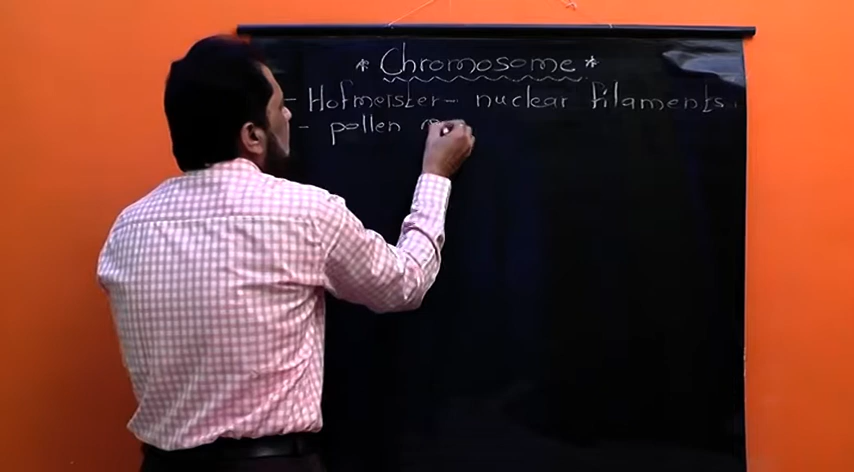 * Chromosome *
- Hofmeister - nuclear filaments.
- pollen